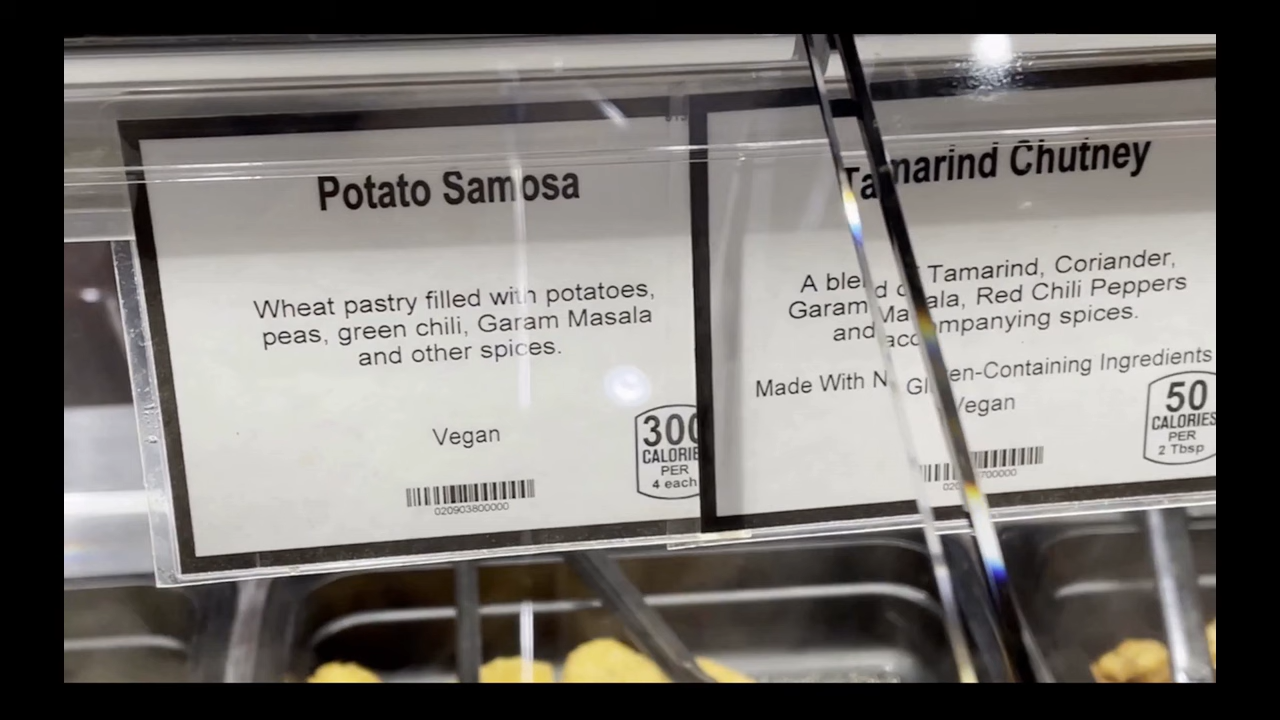 Potato Samosa
Wheat pastry filled with potatoes,
peas, green chili, Garam Masala
and other spices.
Vegan
300
CALORIE
PER
4 each
020903800000
Tamarind Chutney
A blend of Tamarind, Coriander,
Garam Masala, Red Chili Peppers
and accompanying spices.
Made With No Gluten-Containing Ingredients
Vegan
50
CALORIES
PER
2 Tbsp